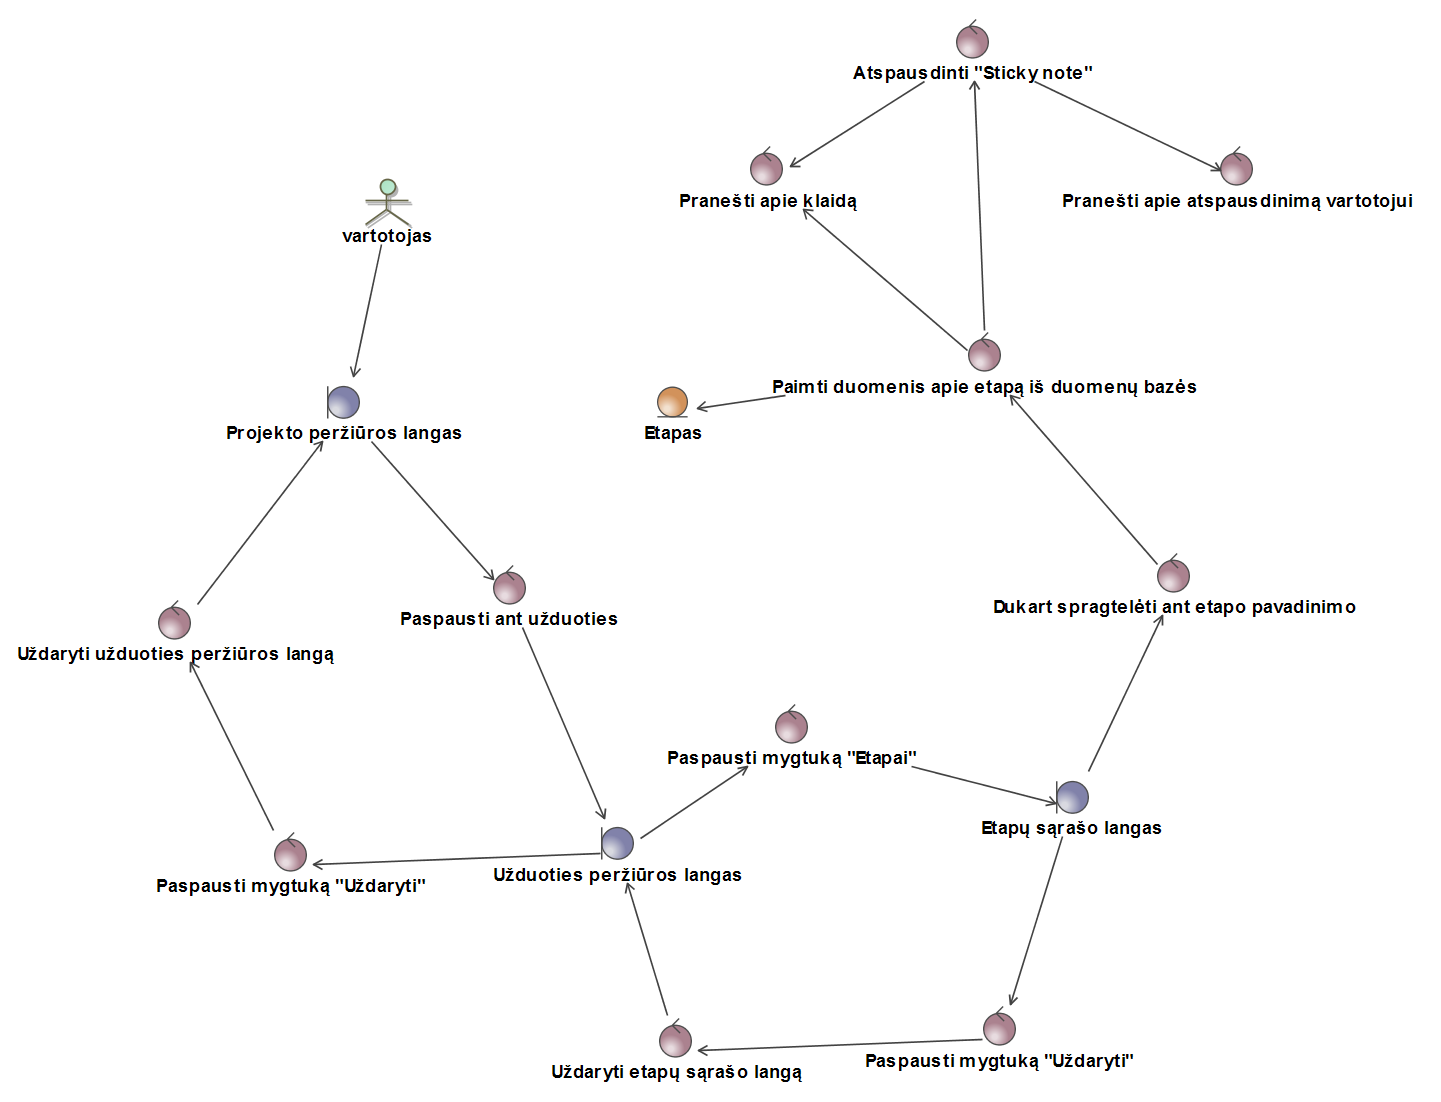 Atspausdinti "Sticky note"
Pranešti apie klaidą
Pranešti apie atspausdinimą vartotojui
vartotojas
Paimti duomenis apie etapą iš duomenų bazės
Projekto peržiūros langas
Etapas
Dukart spragtelėti ant etapo pavadinimo
Paspausti ant užduoties
Uždaryti užduoties peržiūros langą
Paspausti mygtuką "Etapai"
Etapų sąrašo langas
Užduoties peržiūros langas
Paspausti mygtuką "Uždaryti"
Paspausti mygtuką "Uždaryti"
Uždaryti etapų sąrašo langą